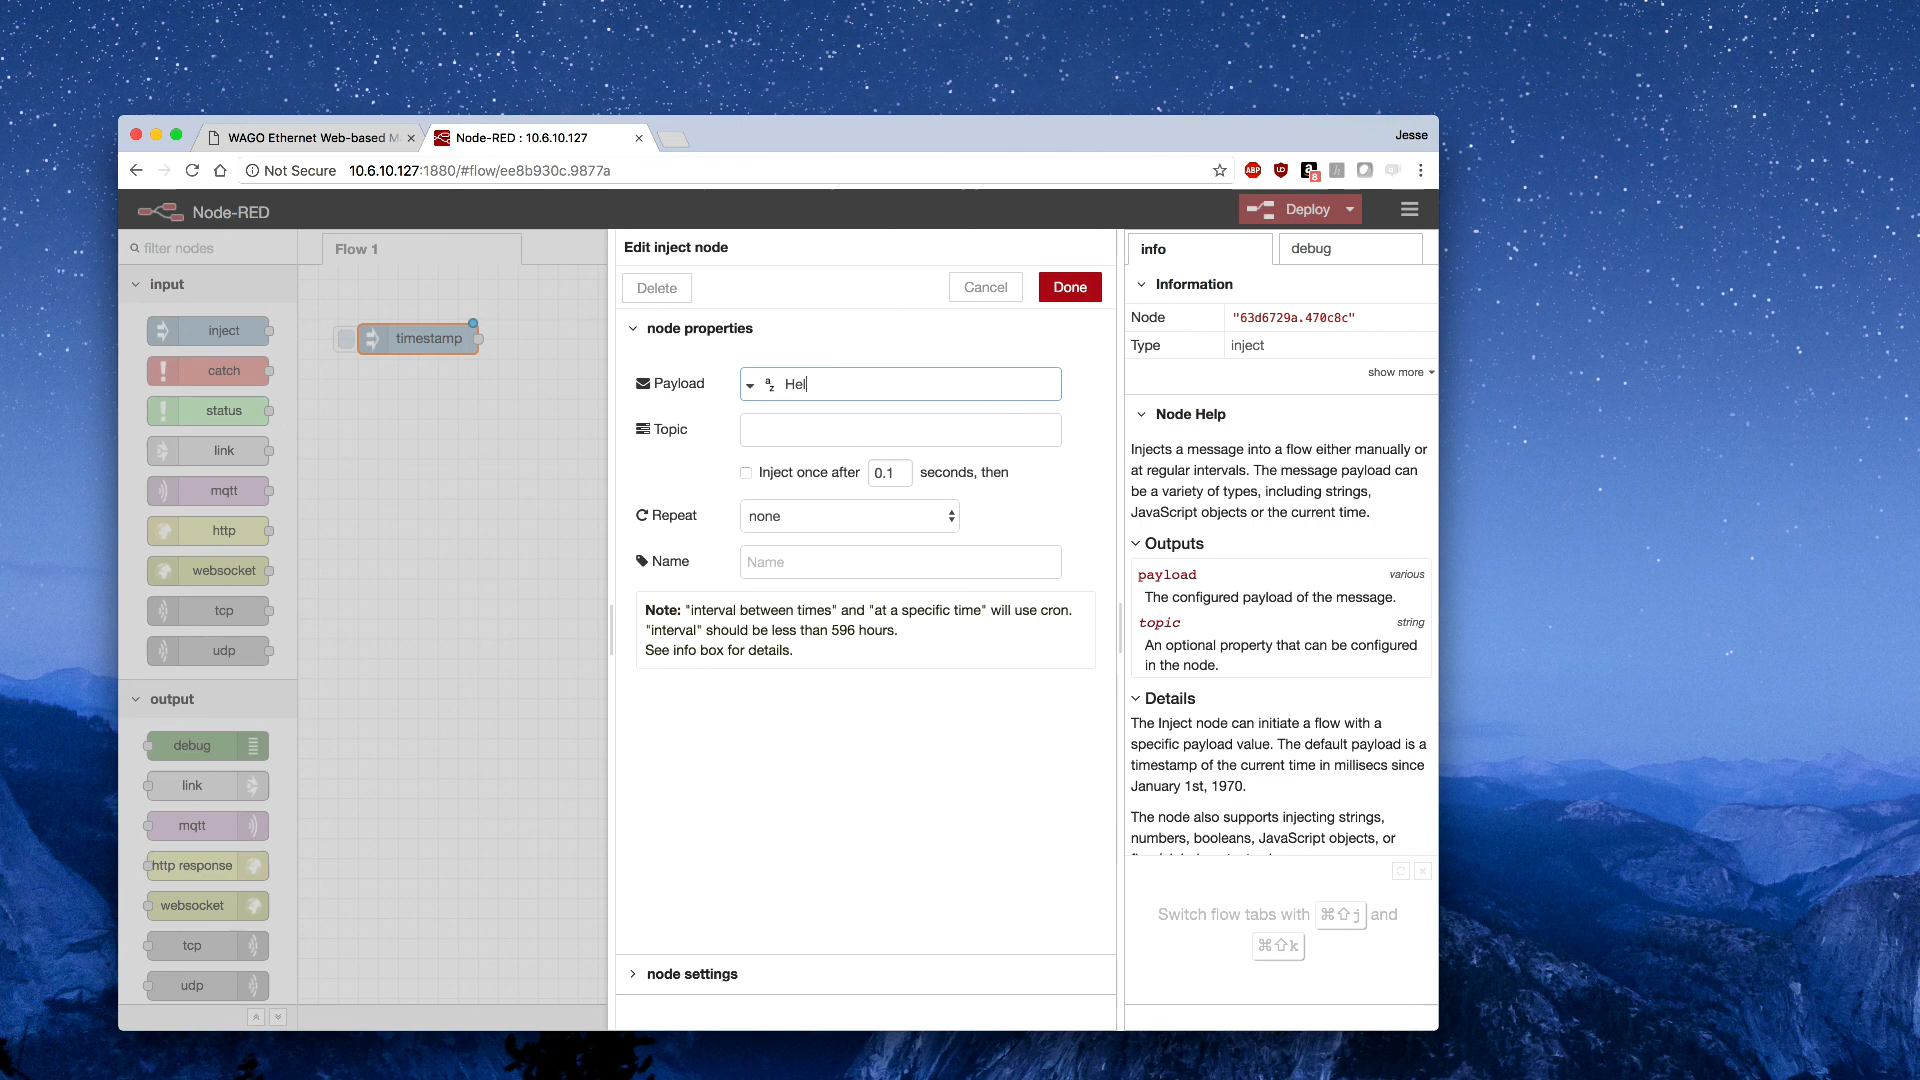 WAGO Ethernet Web-based M
Node-RED : 10.6.10.127
Jesse
Not Secure 10.6.10.127:1880/#flow/ee8b930c.9877a
ABP
8
Node-RED
Deploy
filter nodes
Flow 1
Edit inject node
info
debug
Delete
Cancel
Done
input
inject
catch
status
link
mqtt
http
websocket
tcp
udp
output
debug
link
mqtt
http response
websocket
tcp
udp
timestamp
node properties
Payload
Hel
Topic
Inject once after 0.1 seconds, then
Repeat none
Name Name
Note: "interval between times" and "at a specific time" will use cron.
"interval" should be less than 596 hours.
See info box for details.
node settings
Information
Node "63d6729a.470c8c"
Type inject
show more
Node Help
Injects a message into a flow either manually or
at regular intervals. The message payload can
be a variety of types, including strings,
JavaScript objects or the current time.
Outputs
payload various
The configured payload of the message.
topic string
An optional property that can be configured
in the node.
Details
The Inject node can initiate a flow with a
specific payload value. The default payload is a
timestamp of the current time in millisecs since
January 1st, 1970.
The node also supports injecting strings,
numbers, booleans, JavaScript objects, or
Switch flow tabs with ⌘⇧j and
⌘⇧k